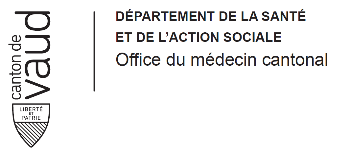 canton de
vaud
LIBERTÉ
ET
PATRIE
DÉPARTEMENT DE LA SANTÉ
ET DE L'ACTION SOCIALE
Office du médecin cantonal